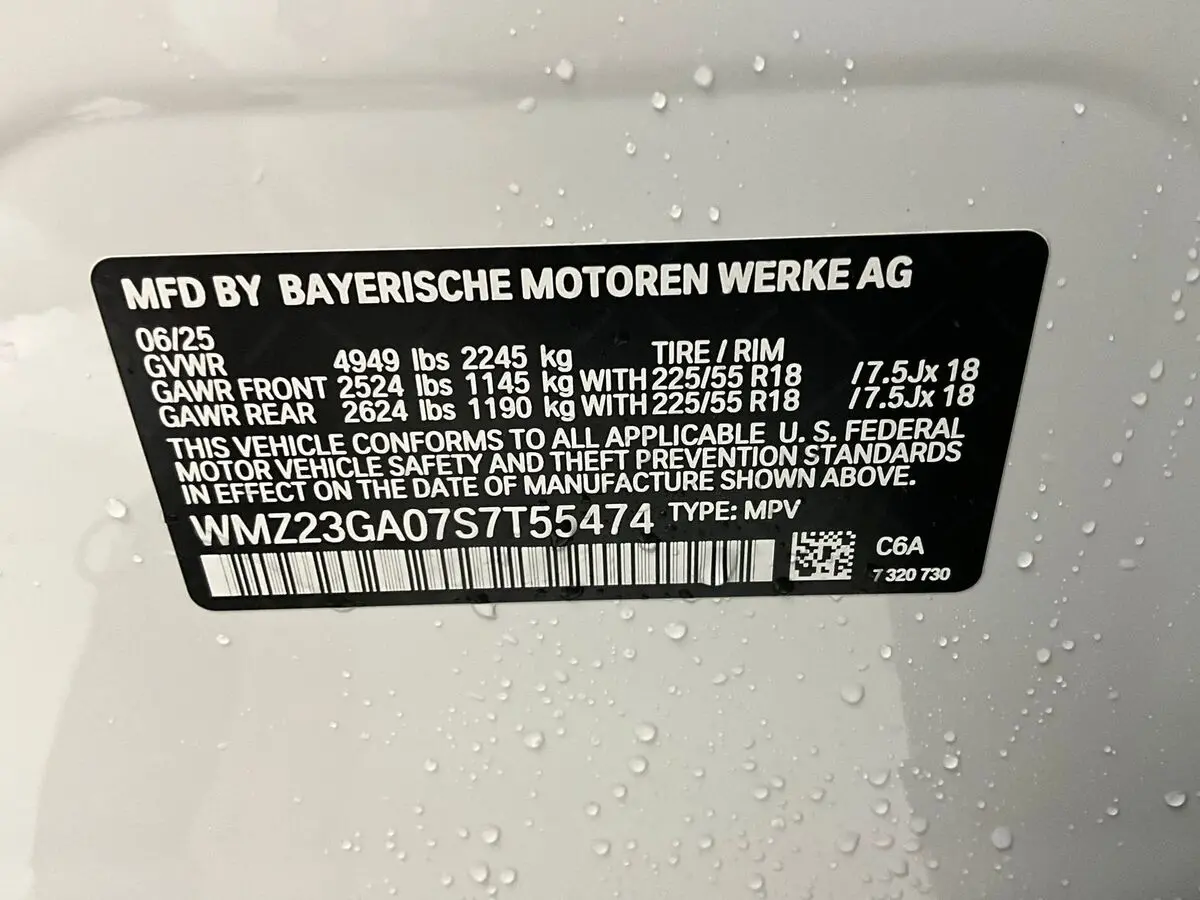 MFD BY BAYERISCHE MOTOREN WERKE AG
06/25
GVWR 4949 lbs 2245 kg TIRE / RIM
GAWR FRONT 2524 lbs 1145 kg WITH 225/55 R18 / 7.5Jx 18
GAWR REAR 2624 lbs 1190 kg WITH 225/55 R18 / 7.5Jx 18
THIS VEHICLE CONFORMS TO ALL APPLICABLE U. S. FEDERAL
MOTOR VEHICLE SAFETY AND THEFT PREVENTION STANDARDS
IN EFFECT ON THE DATE OF MANUFACTURE SHOWN ABOVE.
WMZ23GA07S7T55474 TYPE: MPV
C6A
7 320 730